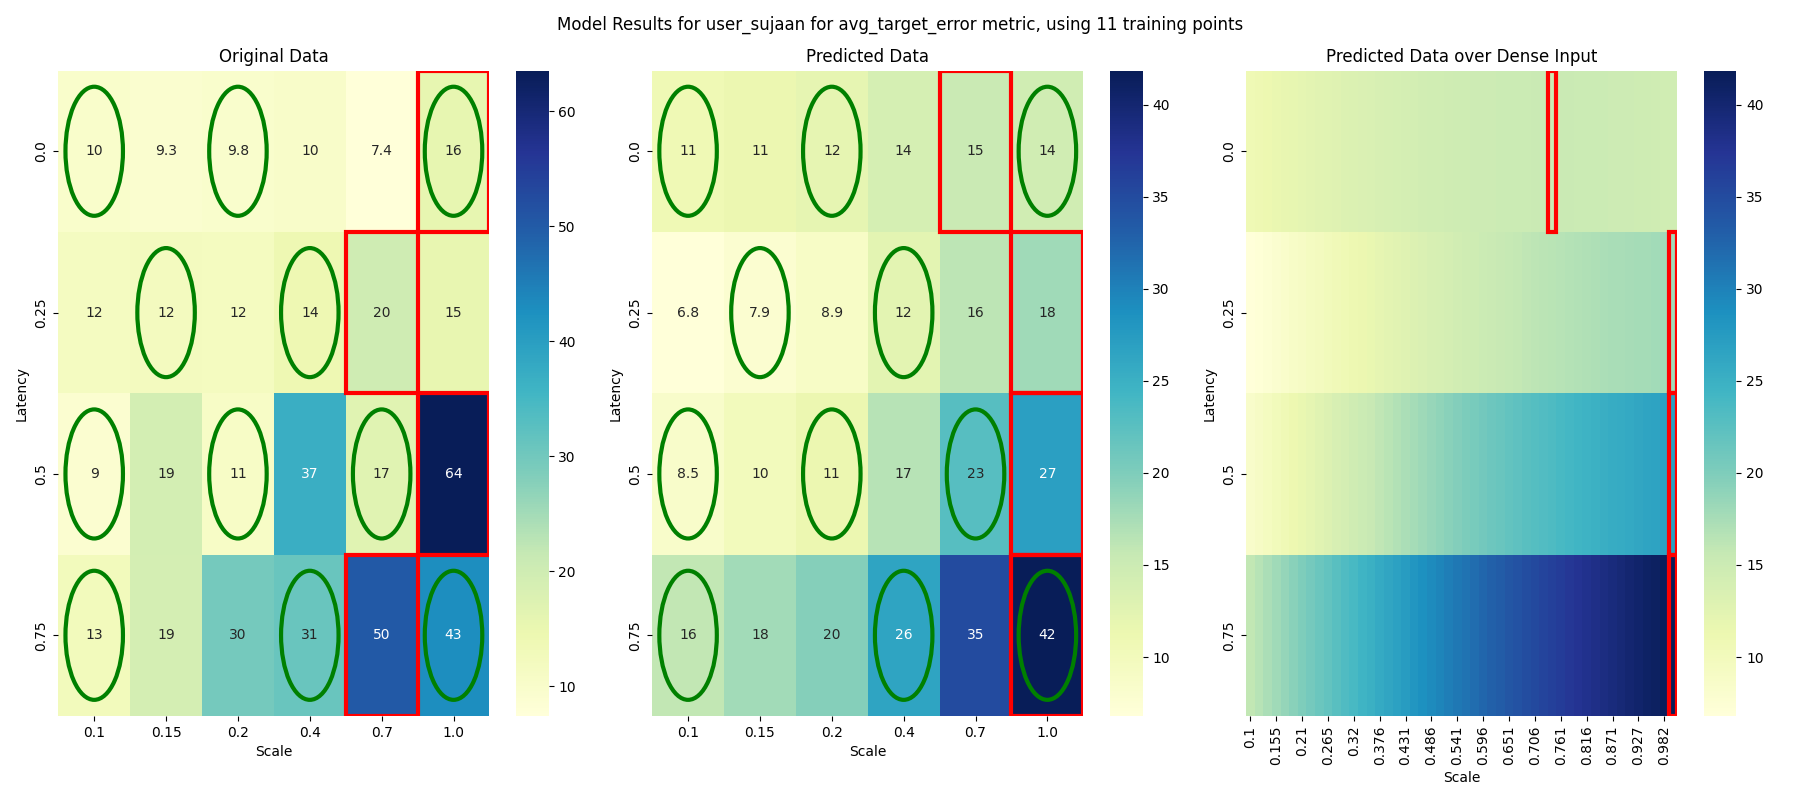 Model Results for user_sujaan for avg_target_error metric, using 11 training points
Original Data
Latency
0.0 10 9.3 9.8 10 7.4 16
0.25 12 12 12 14 20 15
0.5 9 19 11 37 17 64
0.75 13 19 30 31 50 43
0.1 0.15 0.2 0.4 0.7 1.0
Scale
60
50
40
30
20
10
Predicted Data
Latency
0.0 11 11 12 14 15 14
0.25 6.8 7.9 8.9 12 16 18
0.5 8.5 10 11 17 23 27
0.75 16 18 20 26 35 42
0.1 0.15 0.2 0.4 0.7 1.0
Scale
40
35
30
25
20
15
10
Predicted Data over Dense Input
Latency
0.0
0.25
0.5
0.75
0.1 0.155 0.21 0.265 0.32 0.376 0.431 0.486 0.541 0.596 0.651 0.706 0.761 0.816 0.871 0.927 0.982
Scale
40
35
30
25
20
15
10